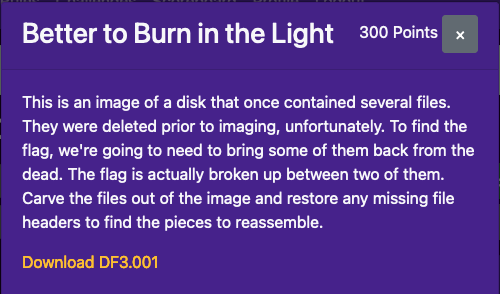 Better to Burn in the Light
300 Points
×
This is an image of a disk that once contained several files.
They were deleted prior to imaging, unfortunately. To find the
flag, we're going to need to bring some of them back from the
dead. The flag is actually broken up between two of them.
Carve the files out of the image and restore any missing file
headers to find the pieces to reassemble.
Download DF3.001